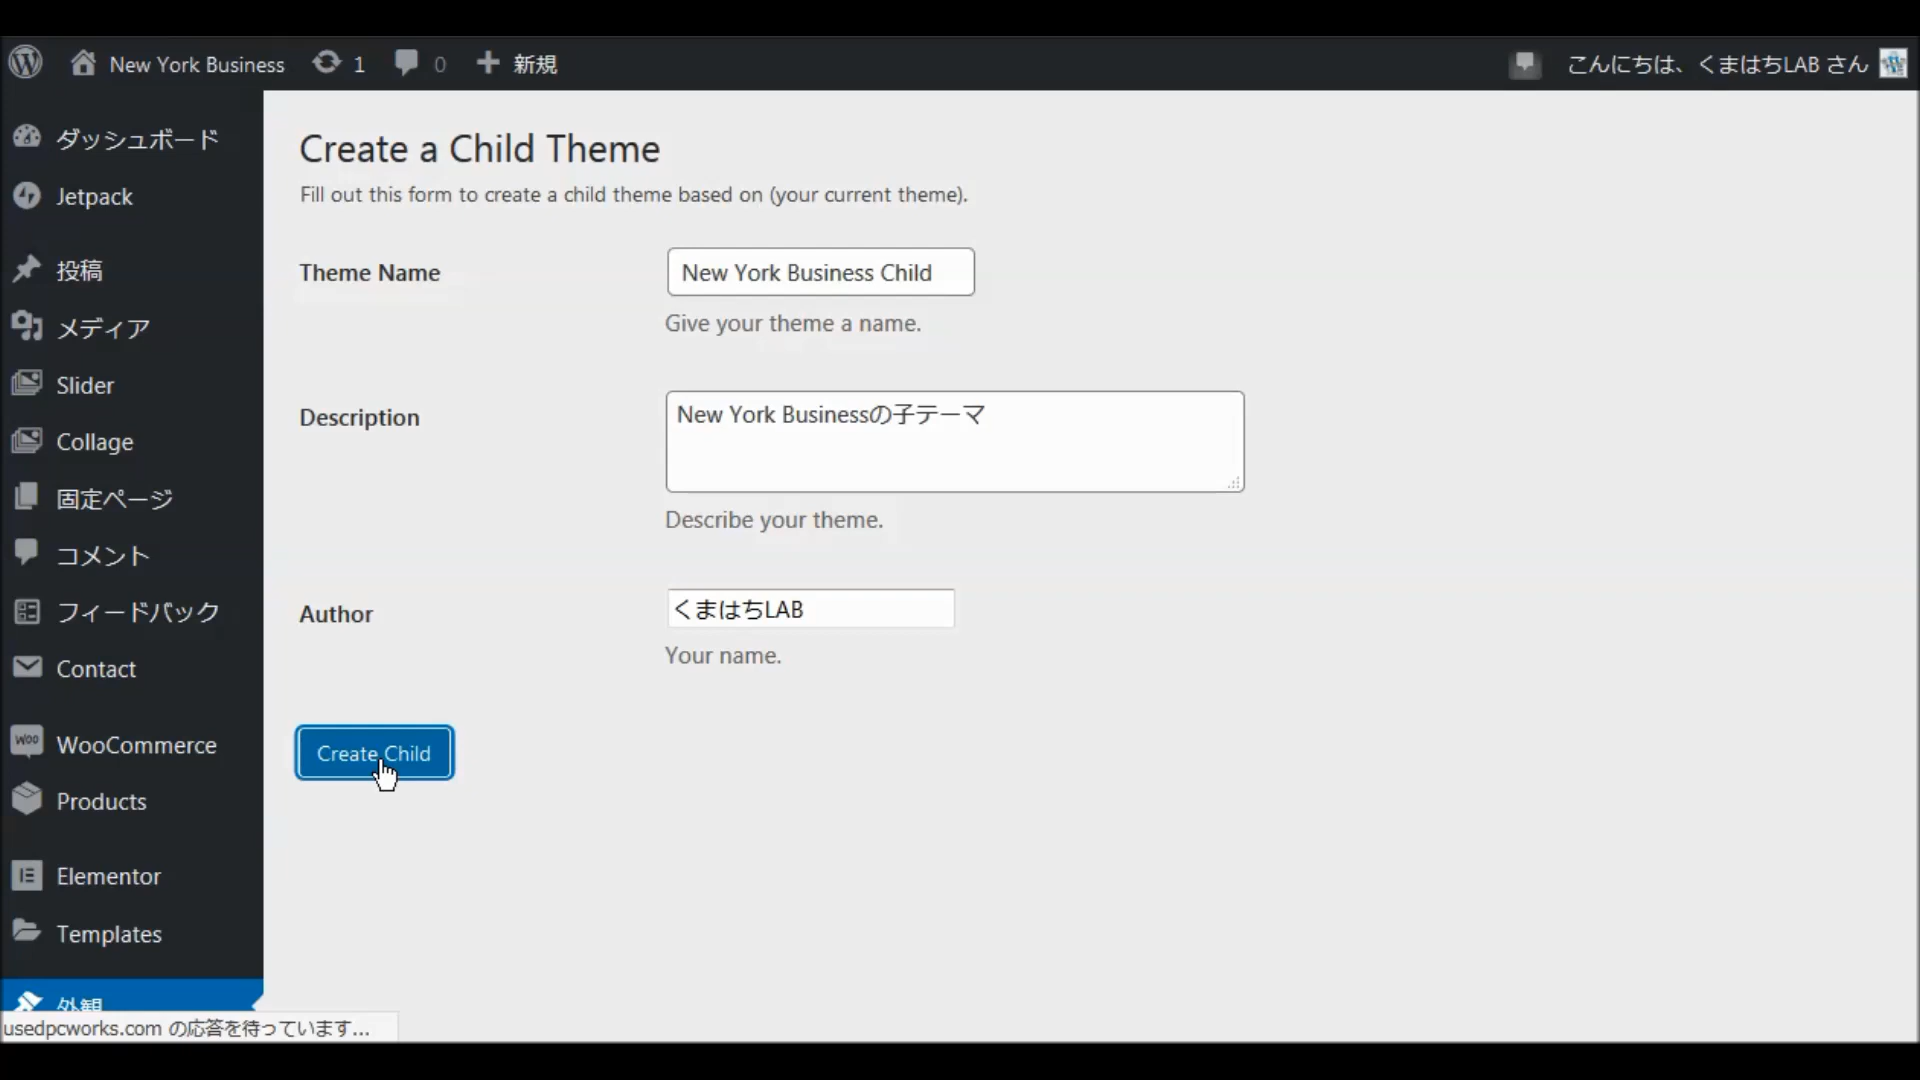 New York Business 1 0 新規 こんにちは、くまはちLAB さん
ダッシュボード
Jetpack
投稿
メディア
Slider
Collage
固定ページ
コメント
フィードバック
Contact
WOO WooCommerce
Products
Elementor
Templates
外観
Create a Child Theme
Fill out this form to create a child theme based on (your current theme).
Theme Name
New York Business Child
Give your theme a name.
Description
New York Businessの子テーマ
Describe your theme.
Author
くまはちLAB
Your name.
Create Child
usedpcworks.com の応答を待っています...